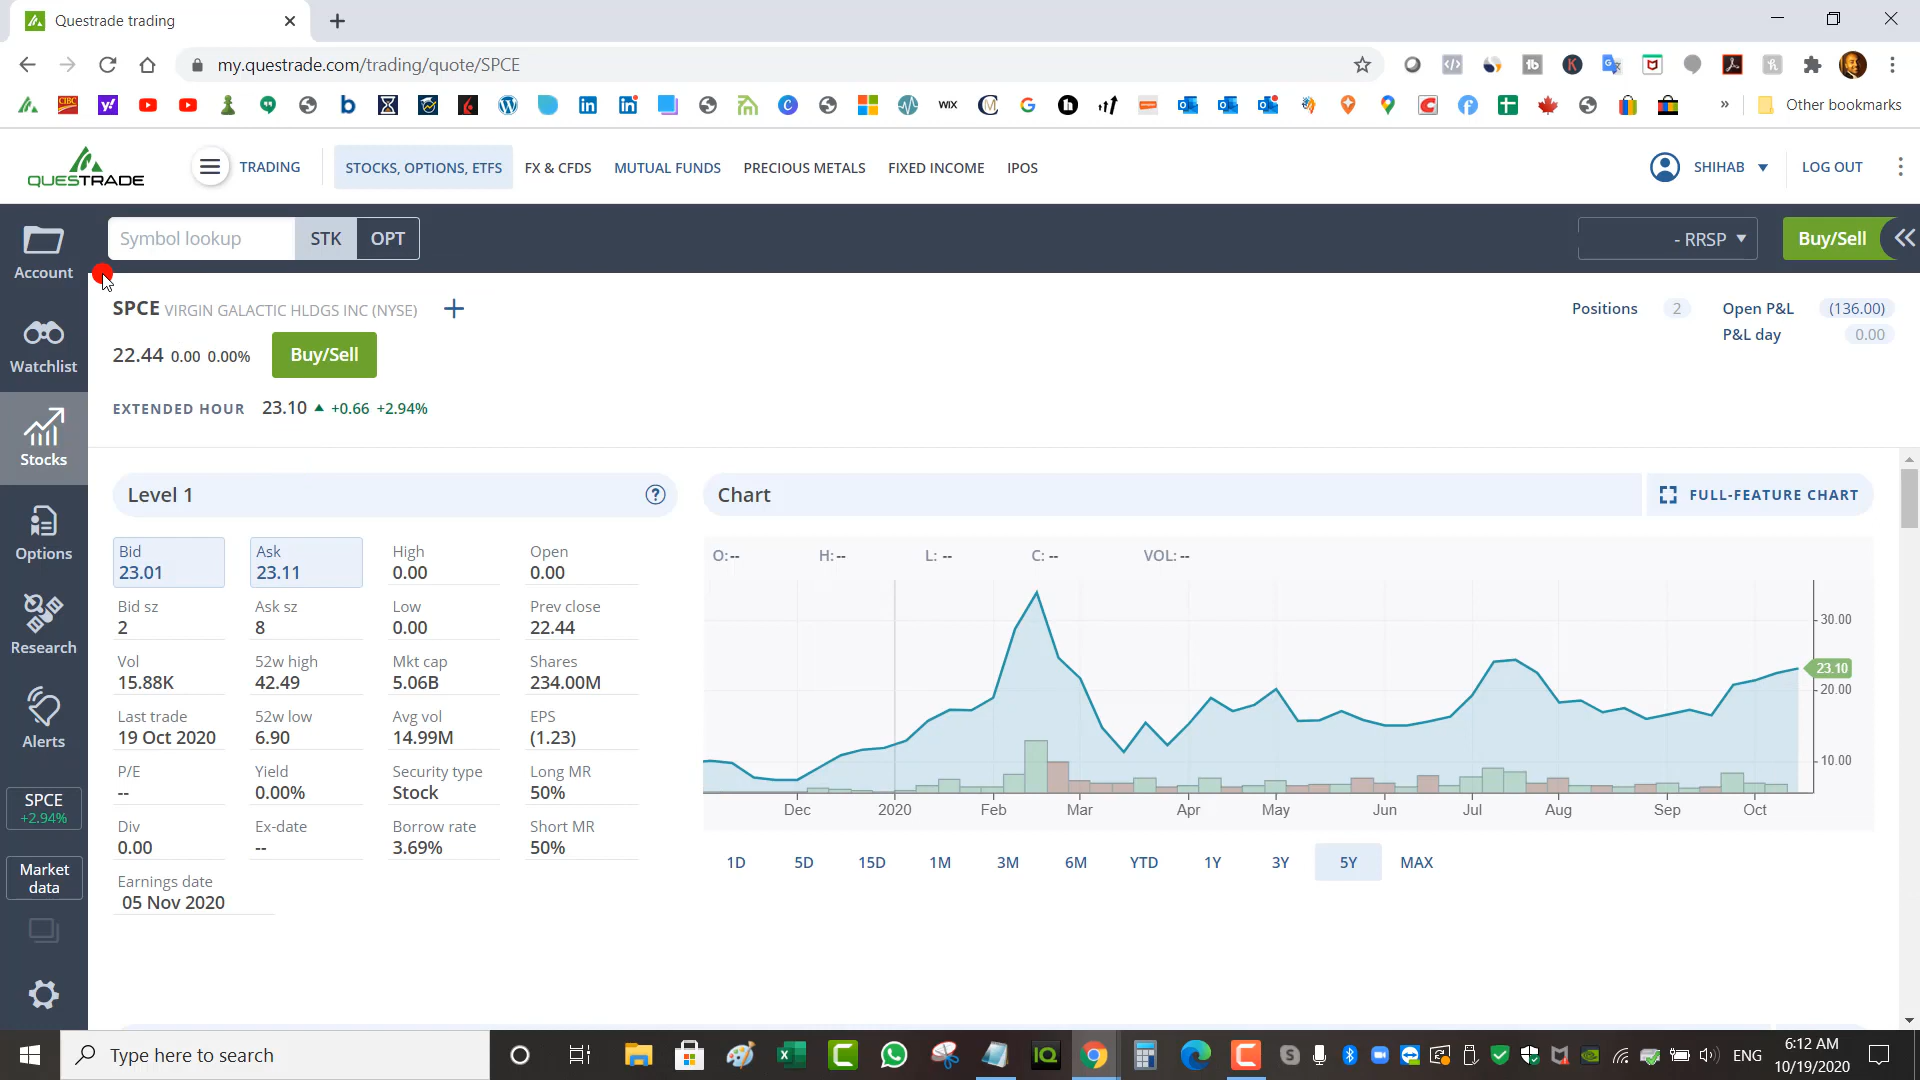 Questrade trading
my.questrade.com/trading/quote/SPCE
CIBC
WIX
Other bookmarks
QUESTRADE
TRADING
STOCKS, OPTIONS, ETFS
FX & CFDS
MUTUAL FUNDS
PRECIOUS METALS
FIXED INCOME
IPOS
SHIHAB
LOG OUT
Account
Symbol lookup
STK
OPT
- RRSP
Buy/Sell
SPCE VIRGIN GALACTIC HLDGS INC (NYSE)
Positions 2
Open P&L (136.00)
P&L day 0.00
22.44 0.00 0.00%
Buy/Sell
EXTENDED HOUR 23.10 +0.66 +2.94%
Watchlist
Stocks
Options
Research
Alerts
SPCE
+2.94%
Market
data
Level 1
Bid Ask High Open
23.01 23.11 0.00 0.00
Bid sz Ask sz Low Prev close
2 8 0.00 22.44
Vol 52w high Mkt cap Shares
15.88K 42.49 5.06B 234.00M
Last trade 52w low Avg vol EPS
19 Oct 2020 6.90 14.99M (1.23)
P/E Yield Security type Long MR
-- 0.00% Stock 50%
Div Ex-date Borrow rate Short MR
0.00 -- 3.69% 50%
Earnings date
05 Nov 2020
Chart
FULL-FEATURE CHART
O:-- H:-- L: -- C: -- VOL: --
30.00
23.10
20.00
10.00
Dec 2020 Feb Mar Apr May Jun Jul Aug Sep Oct
1D 5D 15D 1M 3M 6M YTD 1Y 3Y 5Y MAX
Type here to search
IQ
ENG
6:12 AM
10/19/2020